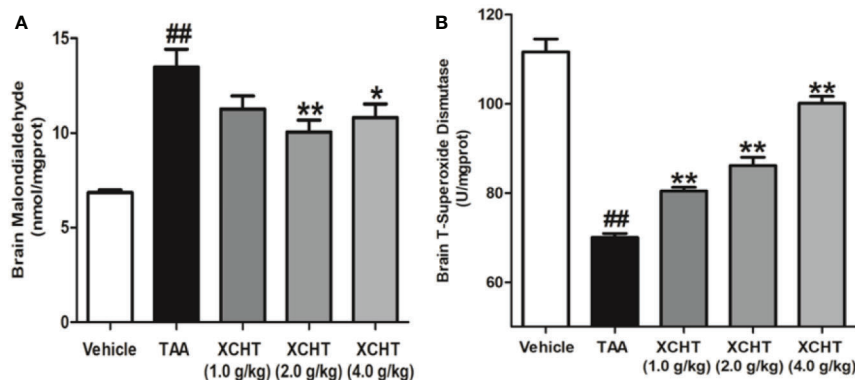 A
Brain Malondialdehyde
(nmol/mgprot)
15
10
5
0
##
**
*
Vehicle TAA XCHT XCHT XCHT
(1.0 g/kg) (2.0 g/kg) (4.0 g/kg)
B
Brain T-Superoxide Dismutase
(U/mgprot)
120
100
80
60
##
**
**
**
Vehicle TAA XCHT XCHT XCHT
(1.0 g/kg) (2.0 g/kg) (4.0 g/kg)